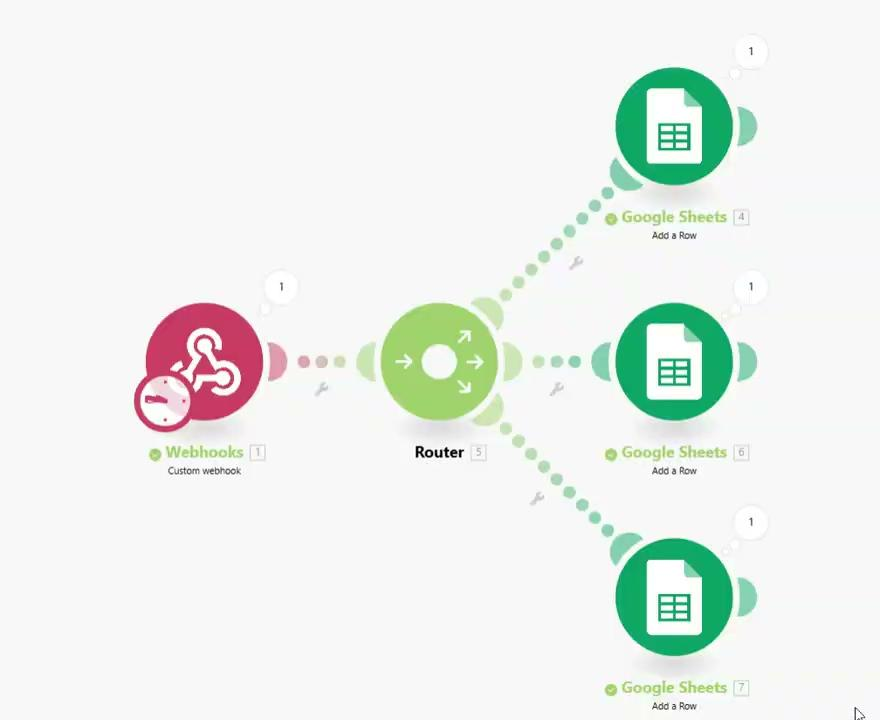 1
Google Sheets 4
Add a Row
1
Webhooks 1
Custom webhook
Router 5
1
Google Sheets 6
Add a Row
1
Google Sheets 7
Add a Row